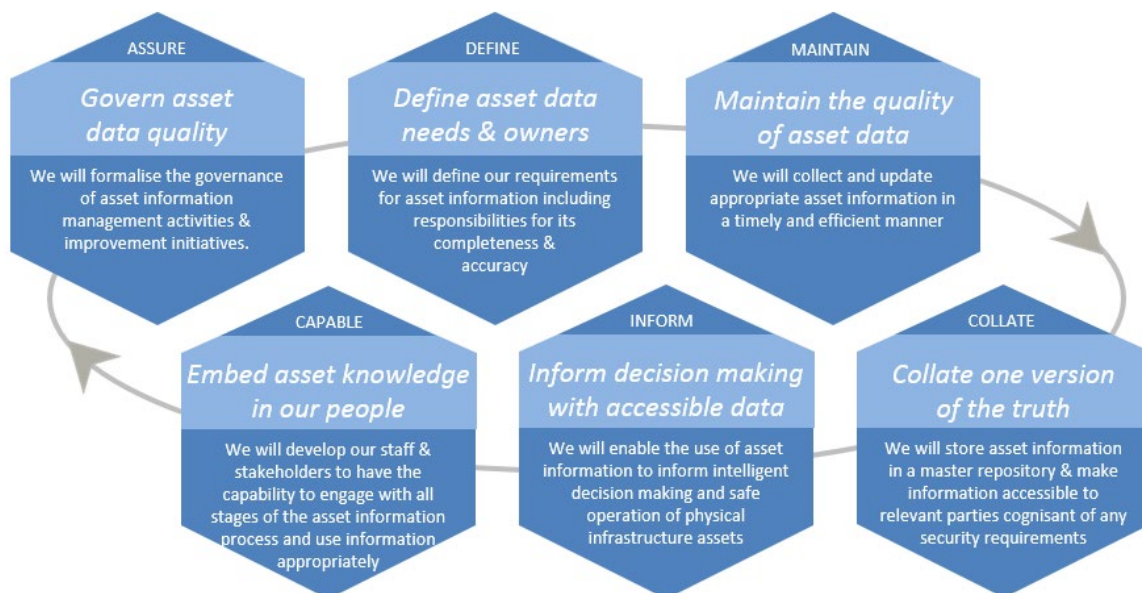 ASSURE
Govern asset
data quality
We will formalise the governance
of asset information
management activities &
improvement initiatives.
DEFINE
Define asset data
needs & owners
We will define our requirements
for asset information including
responsibilities for its
completeness &
accuracy
MAINTAIN
Maintain the quality
of asset data
We will collect and update
appropriate asset information in
a timely and efficient manner
CAPABLE
Embed asset knowledge
in our people
We will develop our staff &
stakeholders to have the
capability to engage with all
stages of the asset information
process and use information
appropriately
INFORM
Inform decision making
with accessible data
We will enable the use of asset
information to inform intelligent
decision making and safe
operation of physical
infrastructure assets
COLLATE
Collate one version
of the truth
We will store asset information
in a master repository & make
information accessible to
relevant parties cognisant of any
security requirements